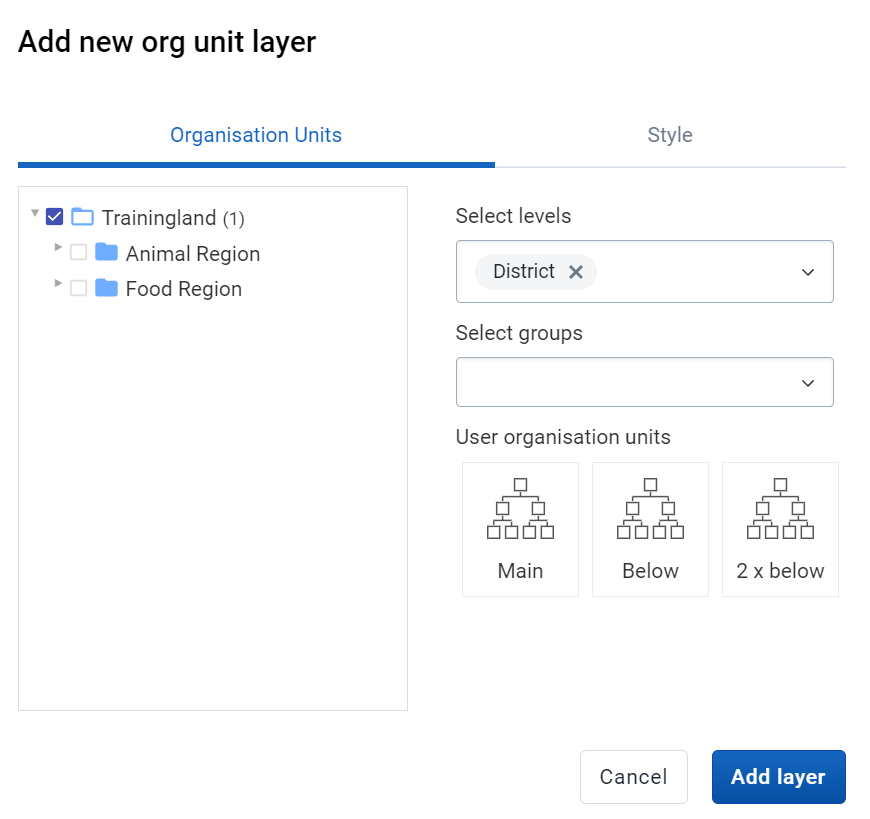 Add new org unit layer
Organisation Units
Style
Trainingland (1)
Animal Region
Food Region
Select levels
District
Select groups
User organisation units
Main
Below
2 x below
Cancel
Add layer